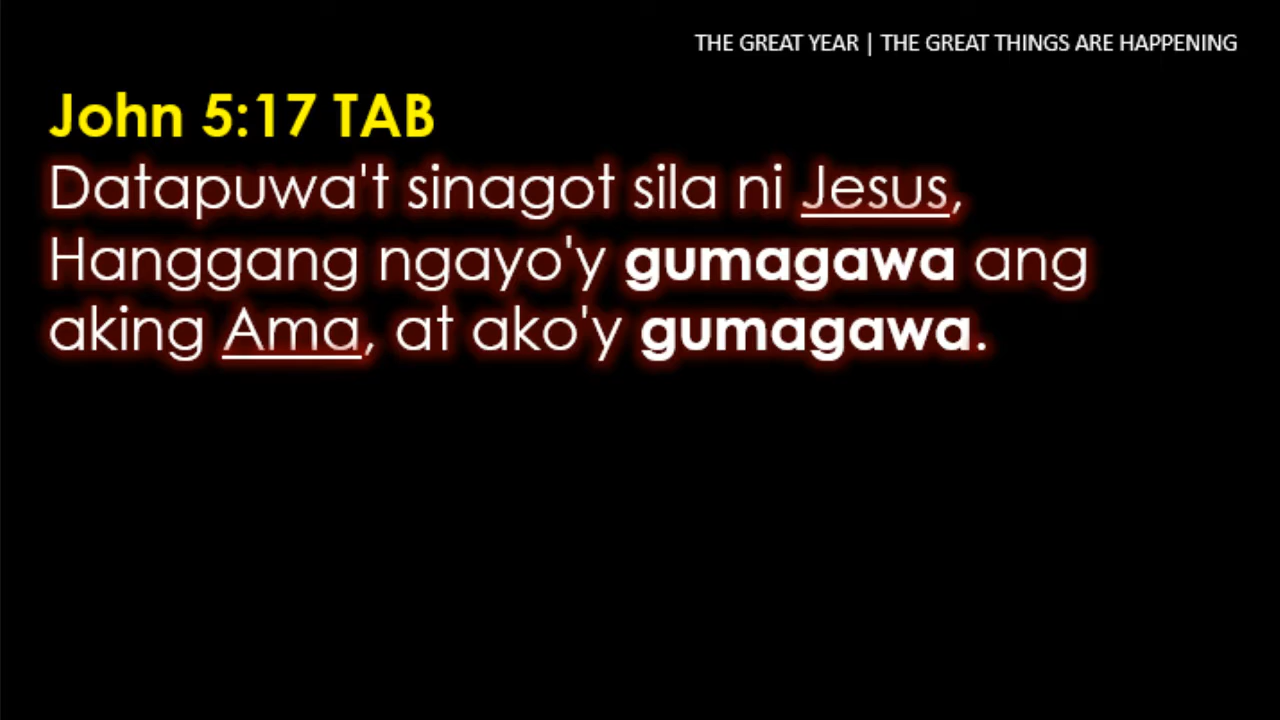 THE GREAT YEAR | THE GREAT THINGS ARE HAPPENING
John 5:17 TAB
Datapuwa't sinagot sila ni Jesus,
Hanggang ngayo'y gumagawa ang
aking Ama, at ako'y gumagawa.